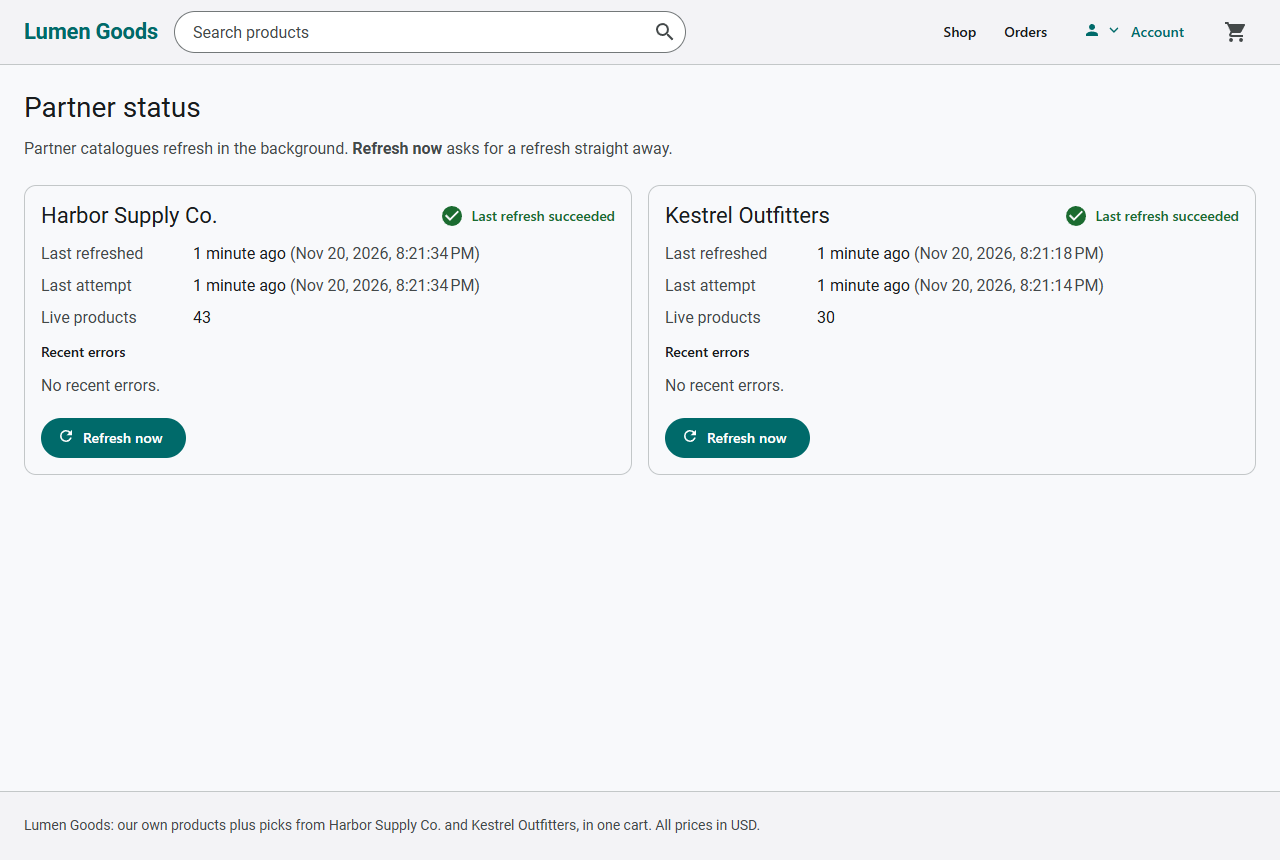 Lumen Goods
Search products
Shop
Orders
Account
Partner status
Partner catalogues refresh in the background. Refresh now asks for a refresh straight away.
Harbor Supply Co.
Last refresh succeeded
Last refreshed 1 minute ago (Nov 20, 2026, 8:21:34 PM)
Last attempt 1 minute ago (Nov 20, 2026, 8:21:34 PM)
Live products 43
Recent errors
No recent errors.
Refresh now
Kestrel Outfitters
Last refresh succeeded
Last refreshed 1 minute ago (Nov 20, 2026, 8:21:18 PM)
Last attempt 1 minute ago (Nov 20, 2026, 8:21:14 PM)
Live products 30
Recent errors
No recent errors.
Refresh now
Lumen Goods: our own products plus picks from Harbor Supply Co. and Kestrel Outfitters, in one cart. All prices in USD.